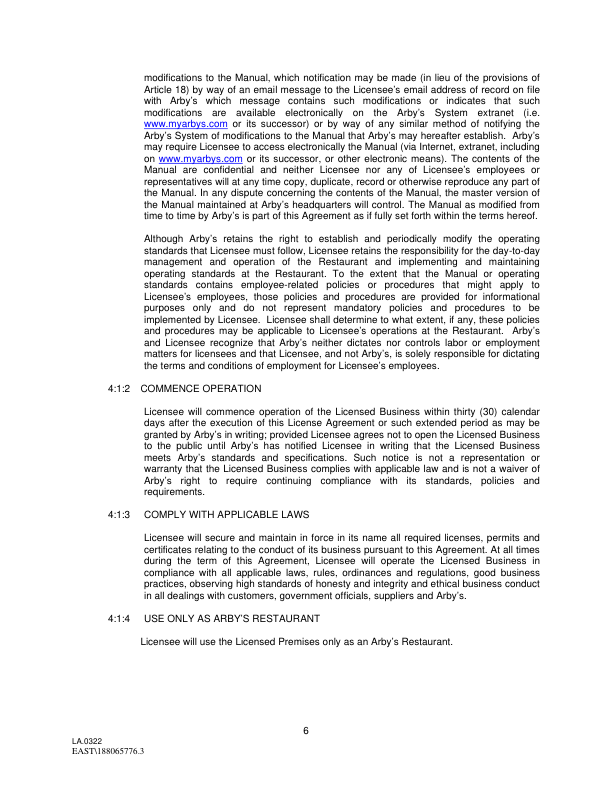 modifications to the Manual, which notification may be made (in lieu of the provisions of
Article 18) by way of an email message to the Licensee's email address of record on file
with Arby's which message contains such modifications or indicates that such
modifications are available electronically on the Arby's System extranet (i.e.
www.myarbys.com or its successor) or by way of any similar method of notifying the
Arby's System of modifications to the Manual that Arby's may hereafter establish. Arby's
may require Licensee to access electronically the Manual (via Internet, extranet, including
on www.myarbys.com or its successor, or other electronic means). The contents of the
Manual are confidential and neither Licensee nor any of Licensee's employees or
representatives will at any time copy, duplicate, record or otherwise reproduce any part of
the Manual. In any dispute concerning the contents of the Manual, the master version of
the Manual maintained at Arby's headquarters will control. The Manual as modified from
time to time by Arby's is part of this Agreement as if fully set forth within the terms hereof.
Although Arby's retains the right to establish and periodically modify the operating
standards that Licensee must follow, Licensee retains the responsibility for the day-to-day
management and operation of the Restaurant and implementing and maintaining
operating standards at the Restaurant. To the extent that the Manual or operating
standards contains employee-related policies or procedures that might apply to
Licensee's employees, those policies and procedures are provided for informational
purposes only and do not represent mandatory policies and procedures to be
implemented by Licensee. Licensee shall determine to what extent, if any, these policies
and procedures may be applicable to Licensee's operations at the Restaurant. Arby's
and Licensee recognize that Arby's neither dictates nor controls labor or employment
matters for licensees and that Licensee, and not Arby's, is solely responsible for dictating
the terms and conditions of employment for Licensee's employees.
4:1:2 COMMENCE OPERATION
Licensee will commence operation of the Licensed Business within thirty (30) calendar
days after the execution of this License Agreement or such extended period as may be
granted by Arby's in writing; provided Licensee agrees not to open the Licensed Business
to the public until Arby's has notified Licensee in writing that the Licensed Business
meets Arby's standards and specifications. Such notice is not a representation or
warranty that the Licensed Business complies with applicable law and is not a waiver of
Arby's right to require continuing compliance with its standards, policies and
requirements.
4:1:3 COMPLY WITH APPLICABLE LAWS
Licensee will secure and maintain in force in its name all required licenses, permits and
certificates relating to the conduct of its business pursuant to this Agreement. At all times
during the term of this Agreement, Licensee will operate the Licensed Business in
compliance with all applicable laws, rules, ordinances and regulations, good business
practices, observing high standards of honesty and integrity and ethical business conduct
in all dealings with customers, government officials, suppliers and Arby's.
4:1:4 USE ONLY AS ARBY'S RESTAURANT
Licensee will use the Licensed Premises only as an Arby's Restaurant.
6
LA.0322
EAST\188065776.3